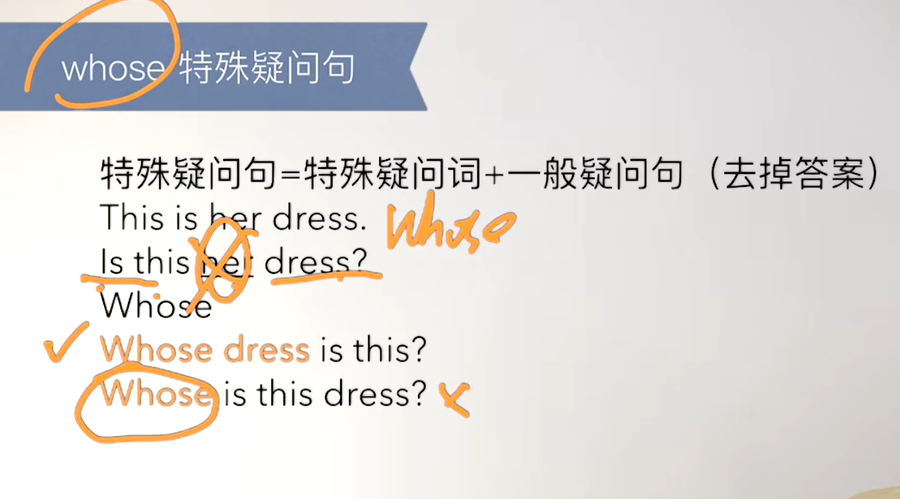 whose 特殊疑问句
特殊疑问句=特殊疑问词+一般疑问句（去掉答案）
This is her dress.
Whose
Is this her dress?
Whose
Whose dress is this?
Whose is this dress?